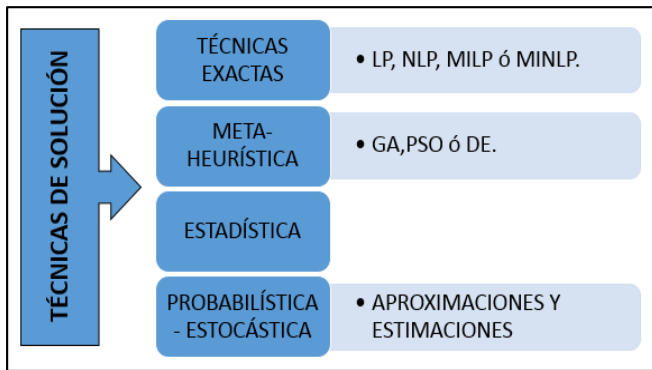 TÉCNICAS DE SOLUCIÓN
TÉCNICAS
EXACTAS
• LP, NLP, MILP ó MINLP.
META-
HEURÍSTICA
• GA,PSO ó DE.
ESTADÍSTICA
PROBABILÍSTICA
- ESTOCÁSTICA
• APROXIMACIONES Y
ESTIMACIONES